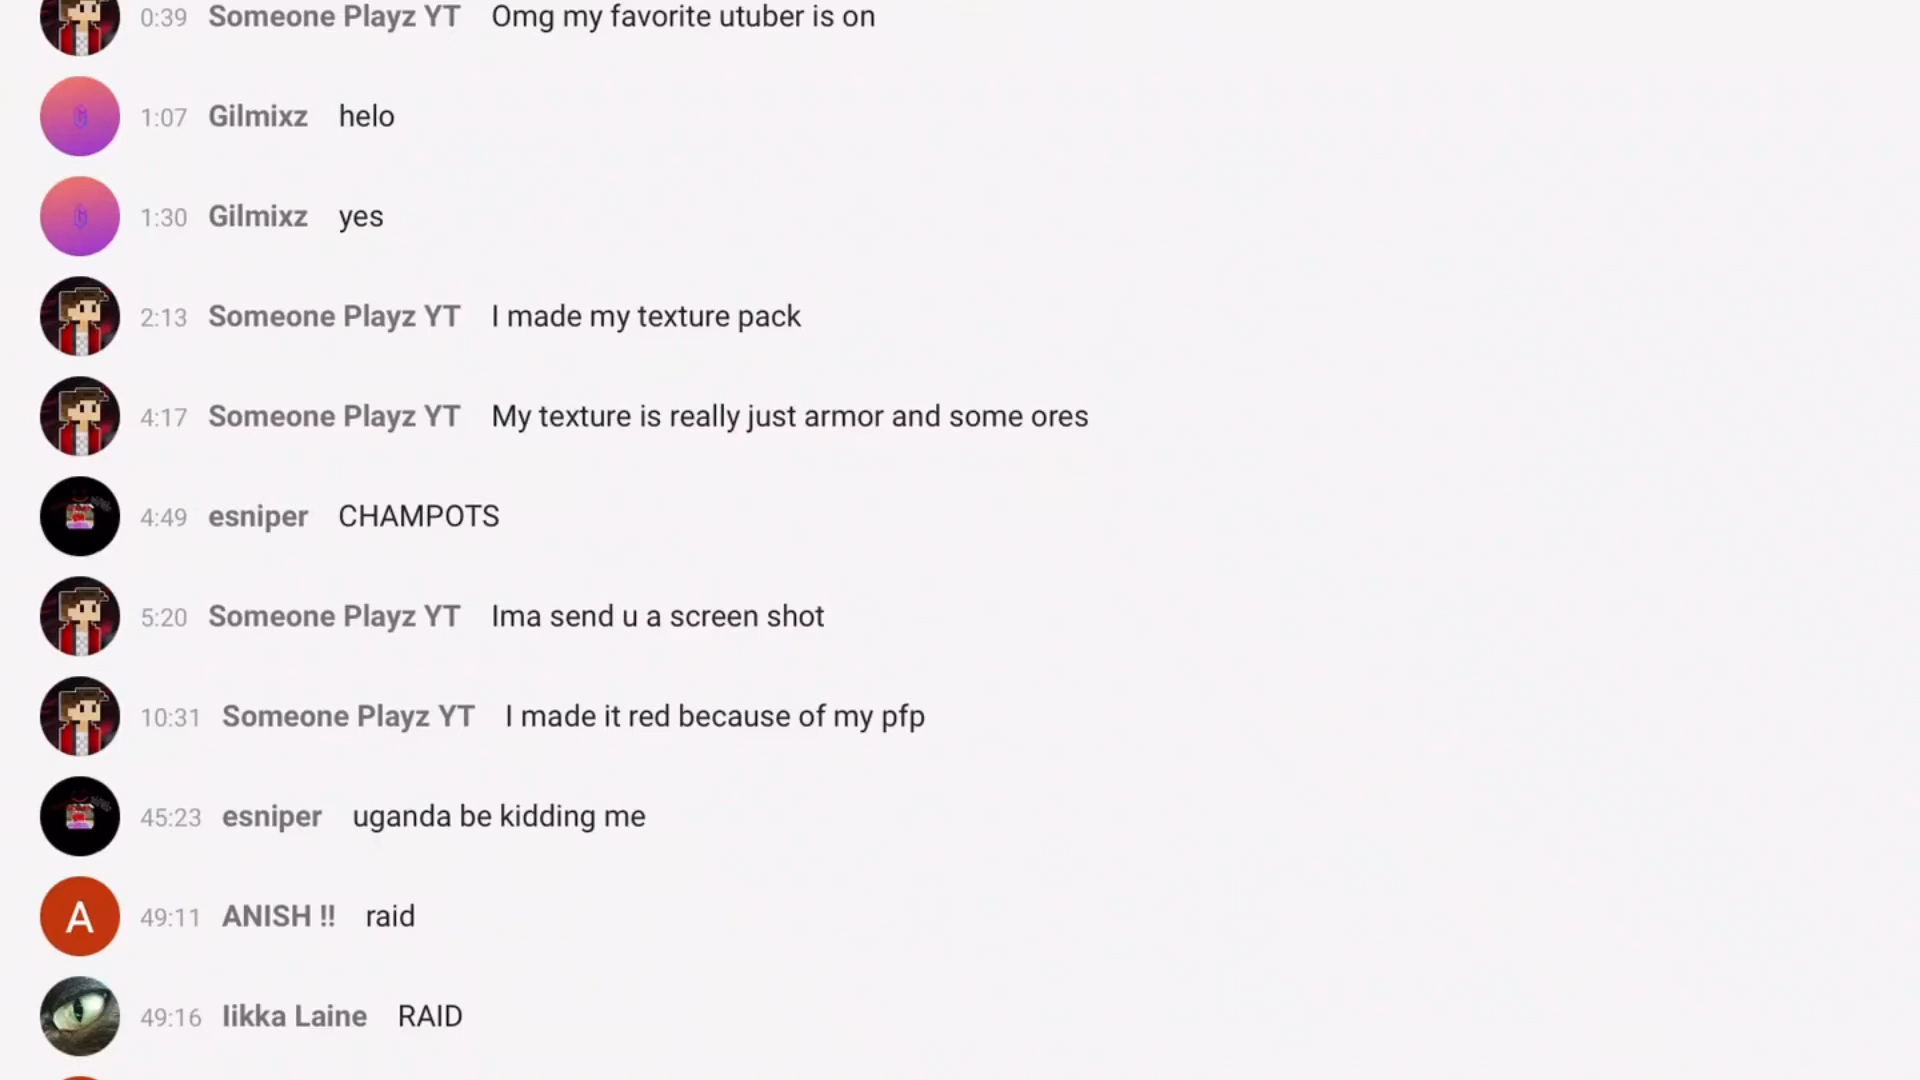 0:39 Someone Playz YT Omg my favorite utuber is on
1:07 Gilmixz helo
1:30 Gilmixz yes
2:13 Someone Playz YT I made my texture pack
4:17 Someone Playz YT My texture is really just armor and some ores
4:49 esniper CHAMPOTS
5:20 Someone Playz YT Ima send u a screen shot
10:31 Someone Playz YT I made it red because of my pfp
45:23 esniper uganda be kidding me
A 49:11 ANISH !! raid
49:16 Iikka Laine RAID